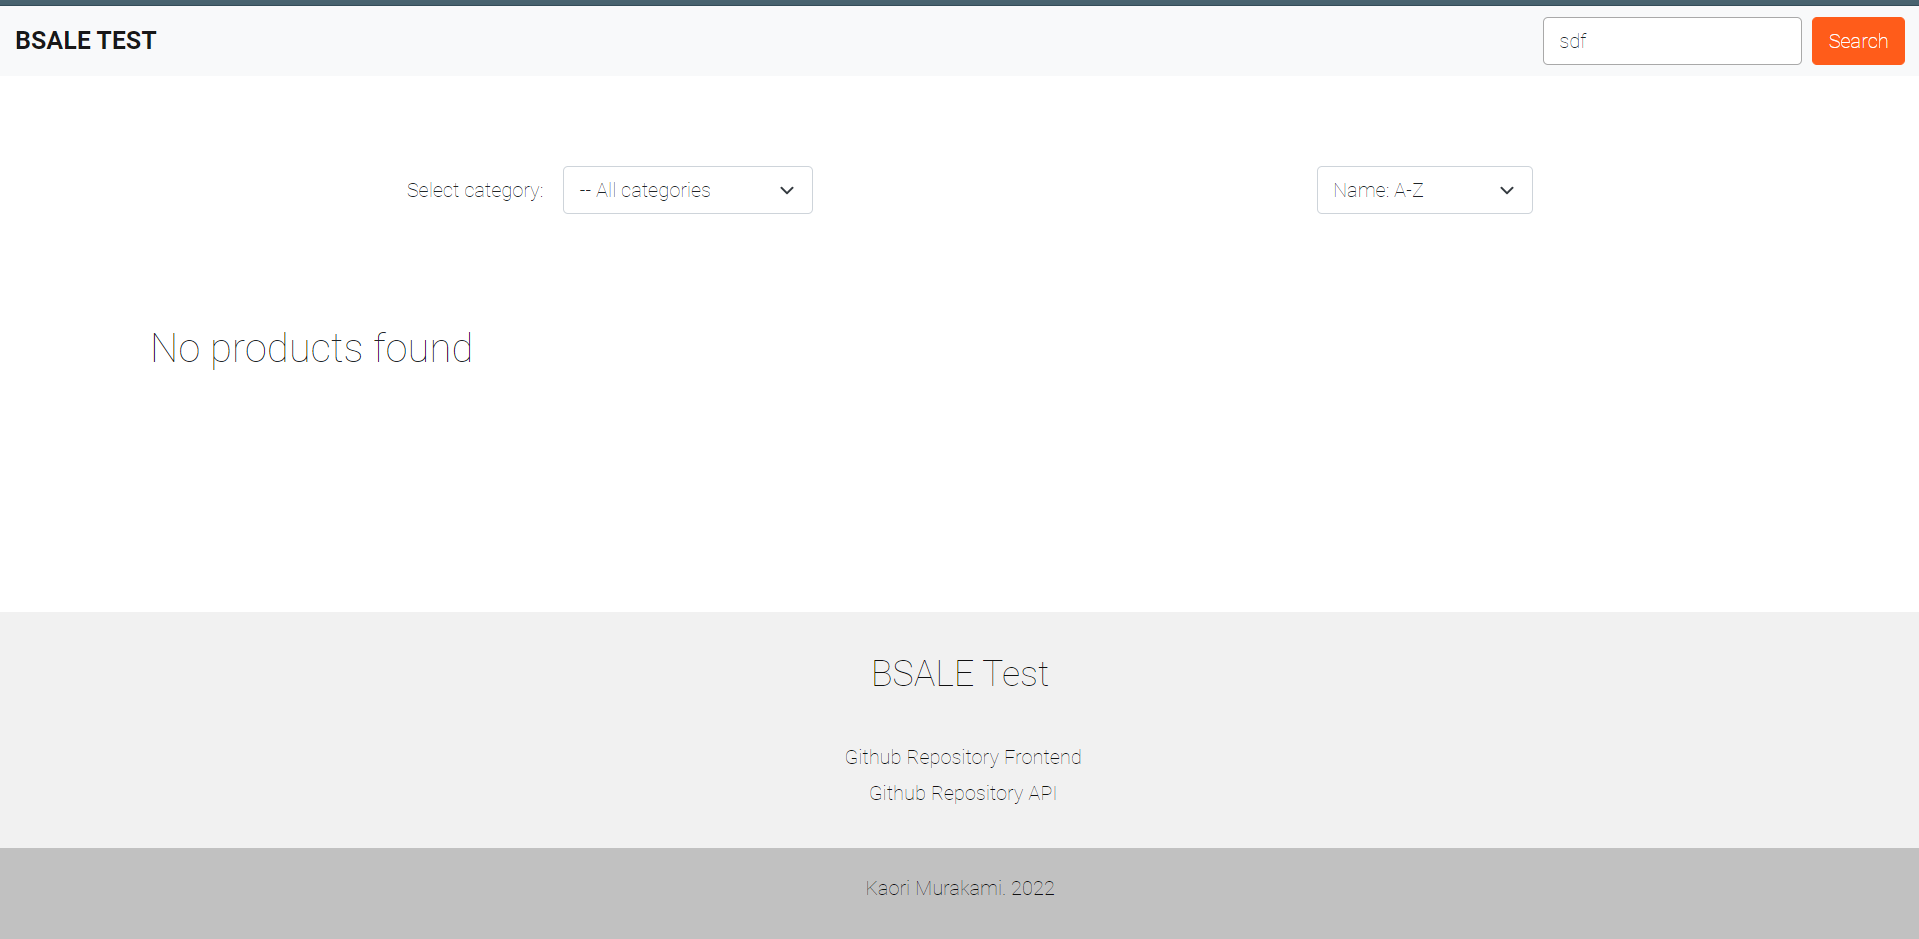 BSALE TEST
sdf
Search
Select category:
-- All categories
Name: A-Z
No products found
BSALE Test
Github Repository Frontend
Github Repository API
Kaori Murakami. 2022